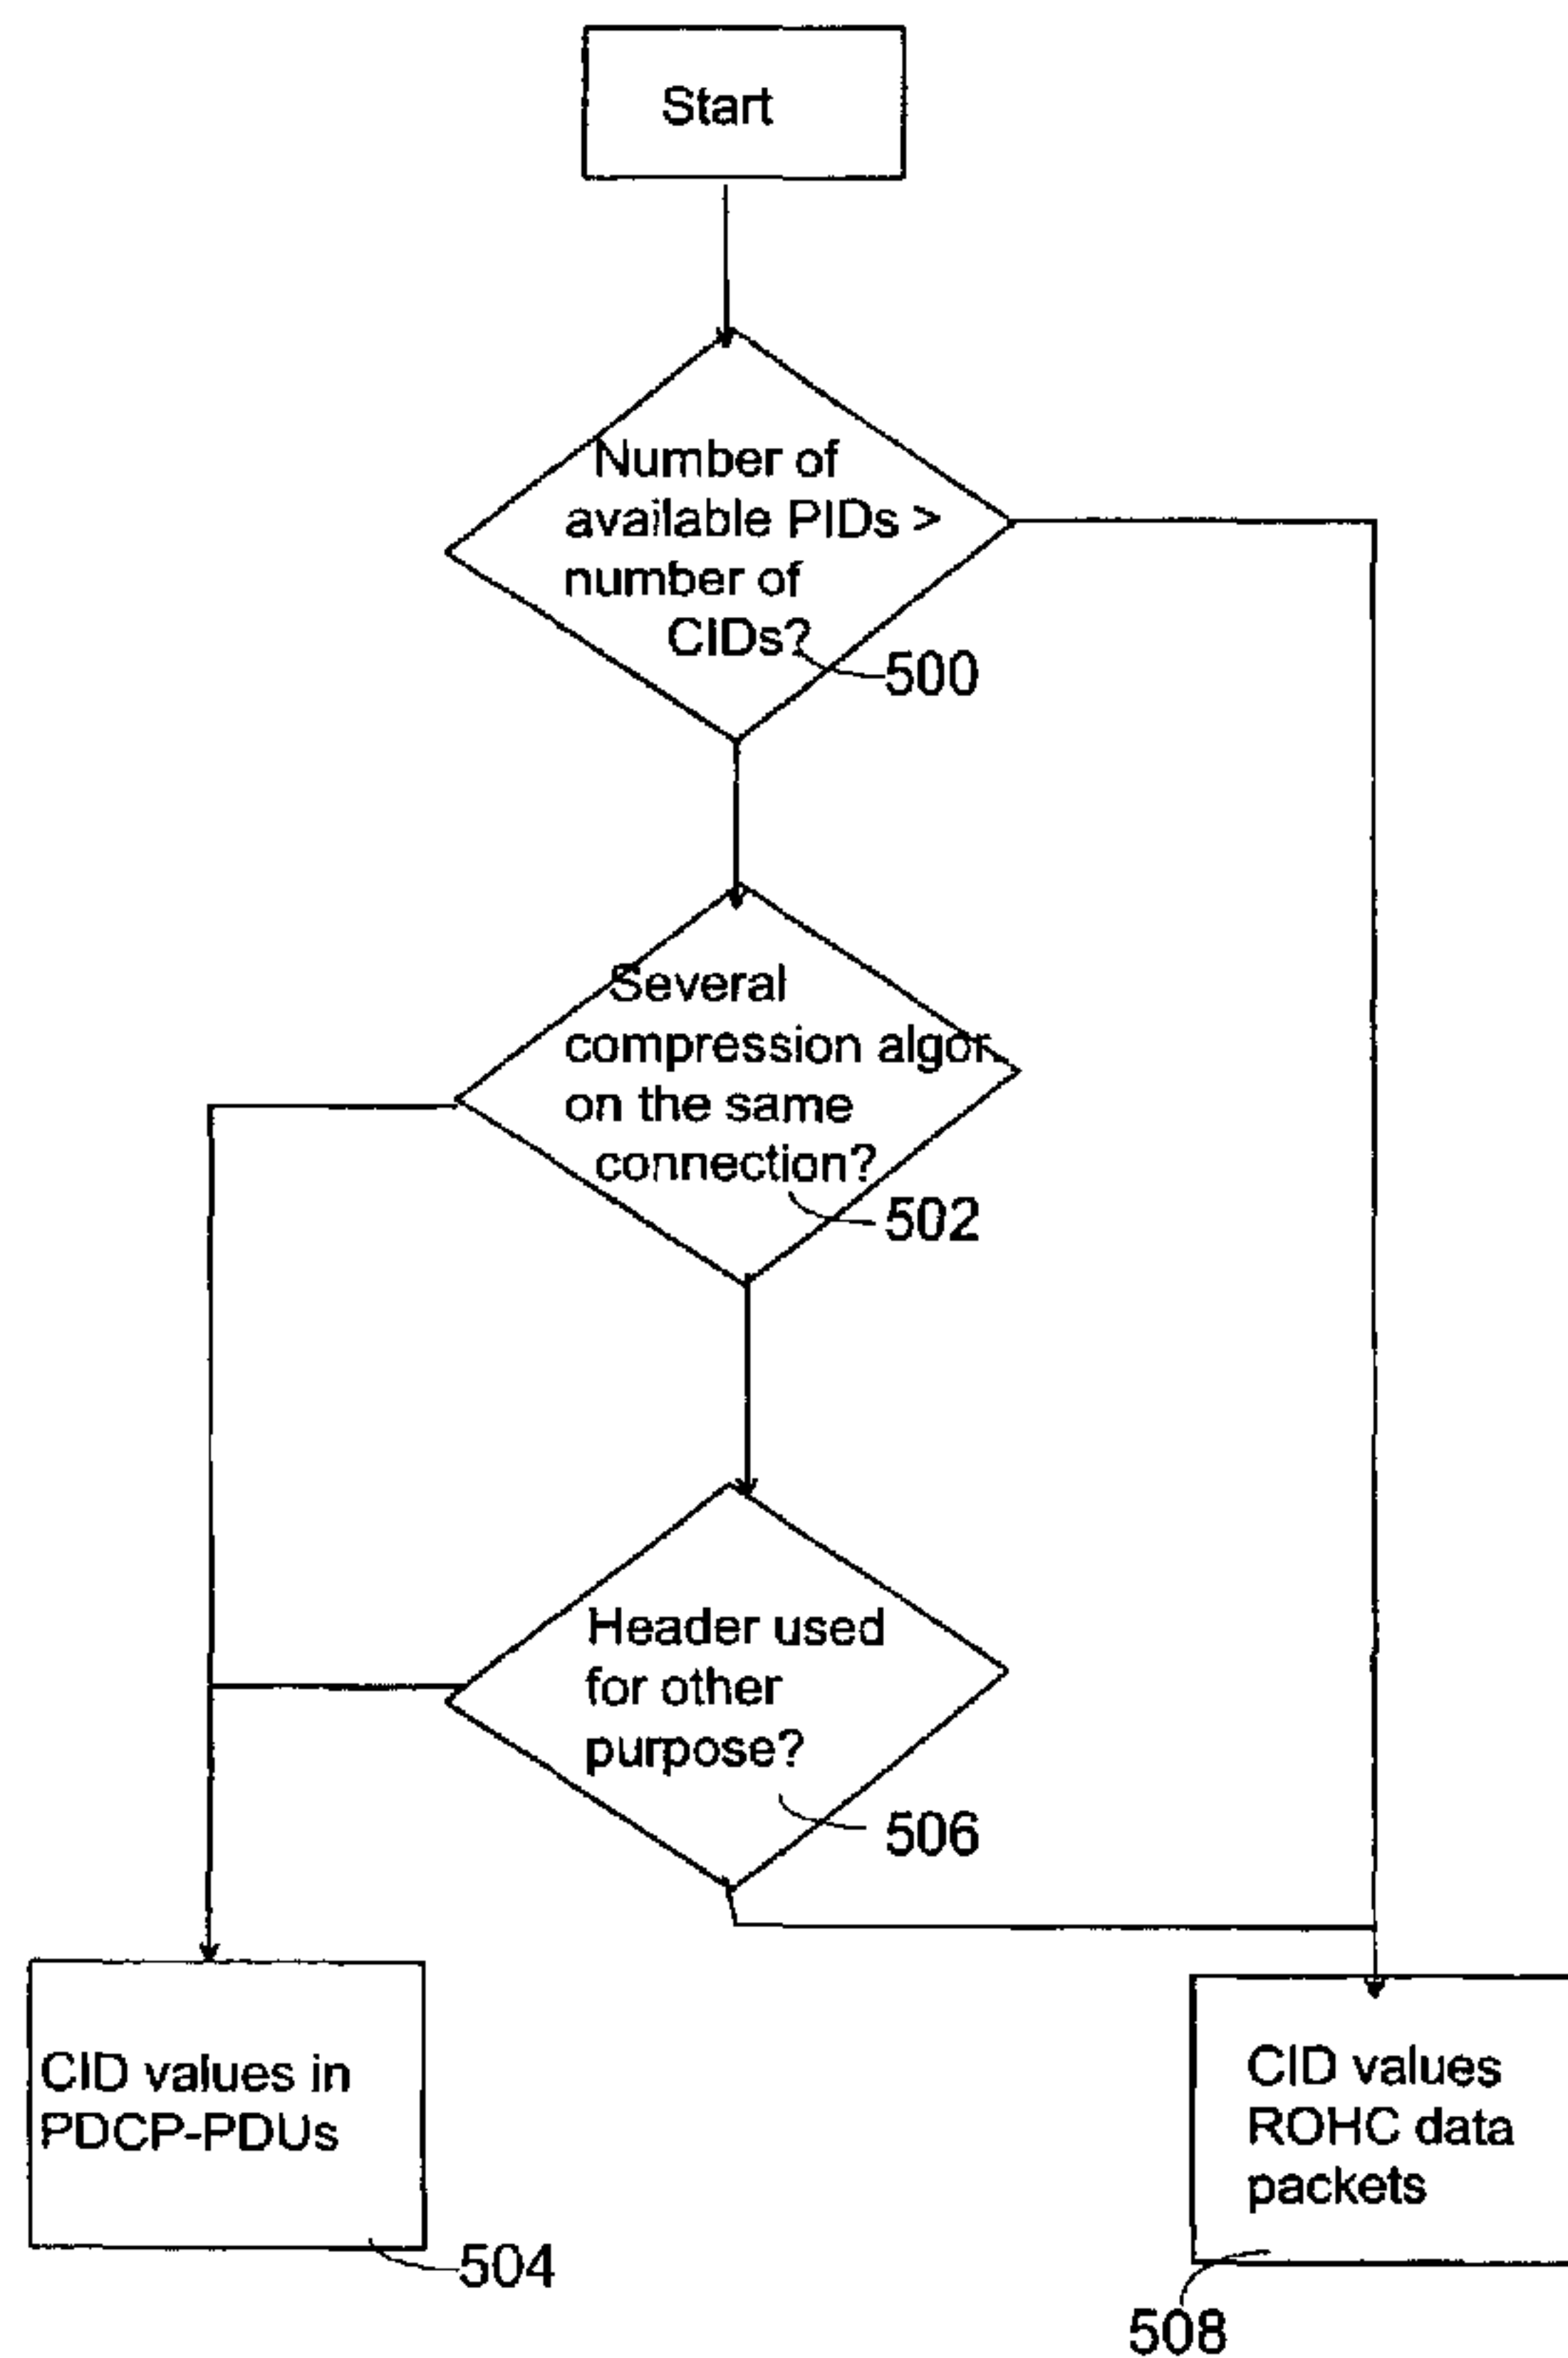 Start
Number of
available PIDs >
number of
CIDs?
500
Several
compression algor.
on the same
connection?
502
Header used
for other
purpose?
506
CID values in
PDCP-PDUs
504
CID values
ROHC data
packets
508